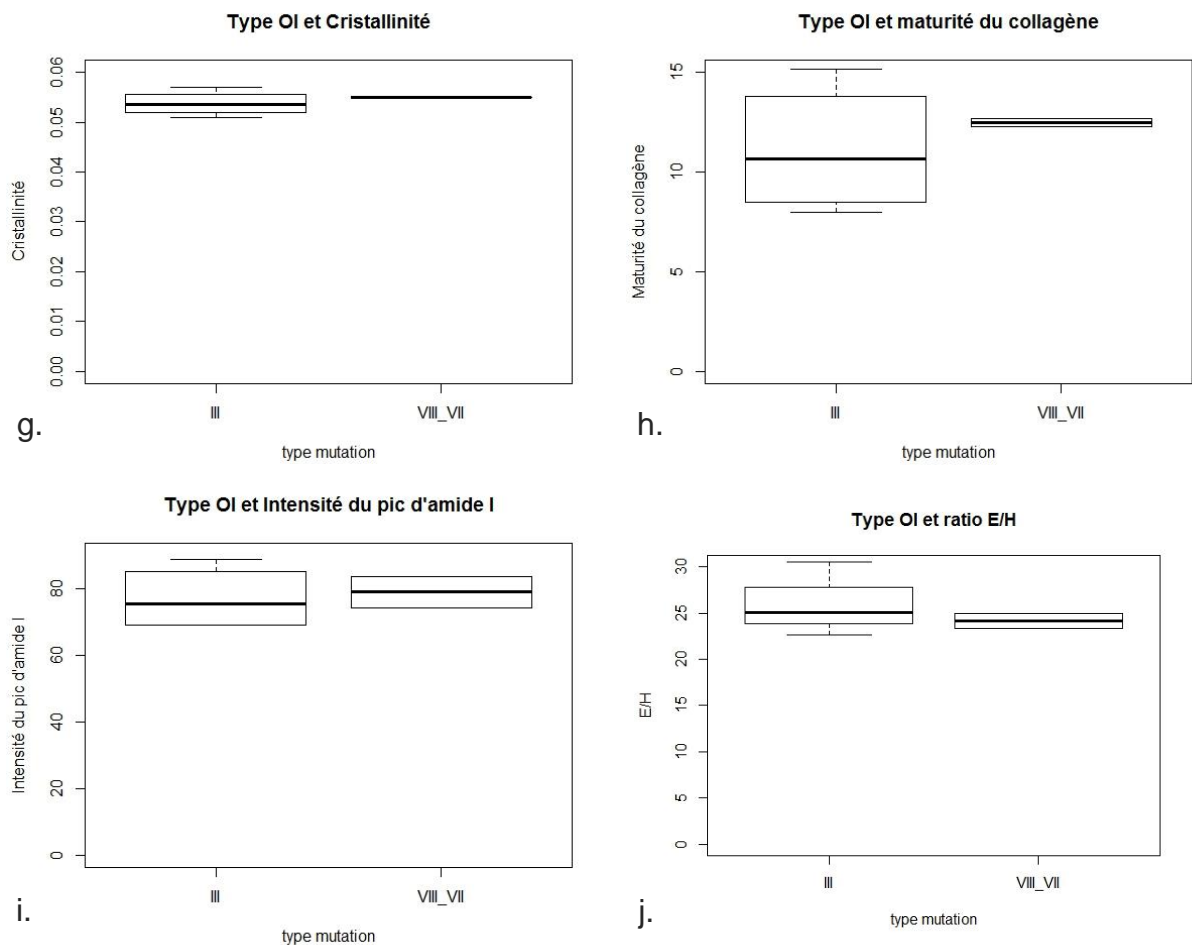 Type OI et Cristallinité
Cristallinité
0.06
0.05
0.04
0.03
0.02
0.01
0.00
III
VIII_VII
type mutation
g.
Type OI et maturité du collagène
Maturité du collagène
15
10
5
0
III
VIII_VII
type mutation
h.
Type OI et Intensité du pic d'amide I
Intensité du pic d'amide I
80
60
40
20
0
III
VIII_VII
type mutation
i.
Type OI et ratio E/H
E/H
30
25
20
15
10
5
0
III
VIII_VII
type mutation
j.